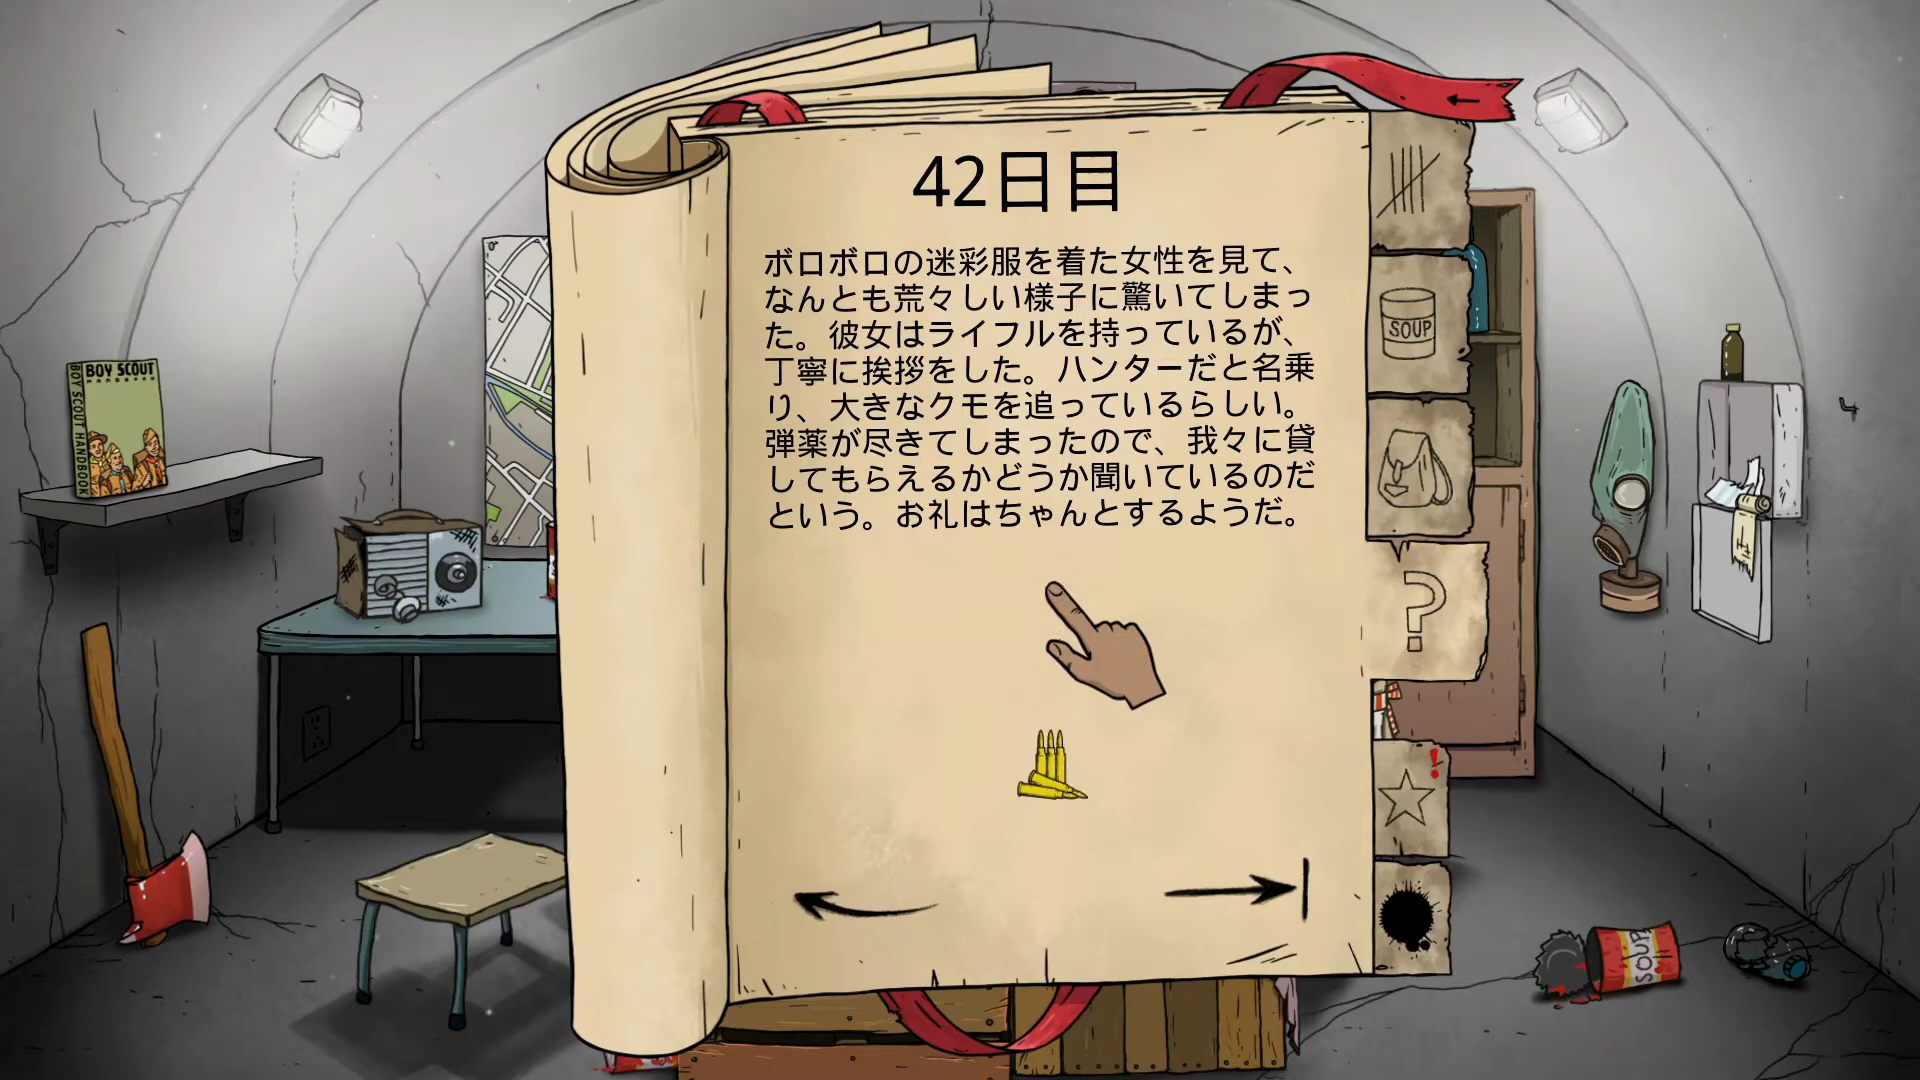 42日目
ボロボロの迷彩服を着た女性を見て、
なんとも荒々しい様子に驚いてしまっ
た。彼女はライフルを持っているが、
丁寧に挨拶をした。ハンターだと名乗
り、大きなクモを追っているらしい。
弾薬が尽きてしまったので、我々に貸
してもらえるかどうか聞いているのだ
という。お礼はちゃんとするようだ。
SOUP
?
!
BOY SCOUT
HANDBOOK
BOY SCOUT HANDBOOK
SOUP